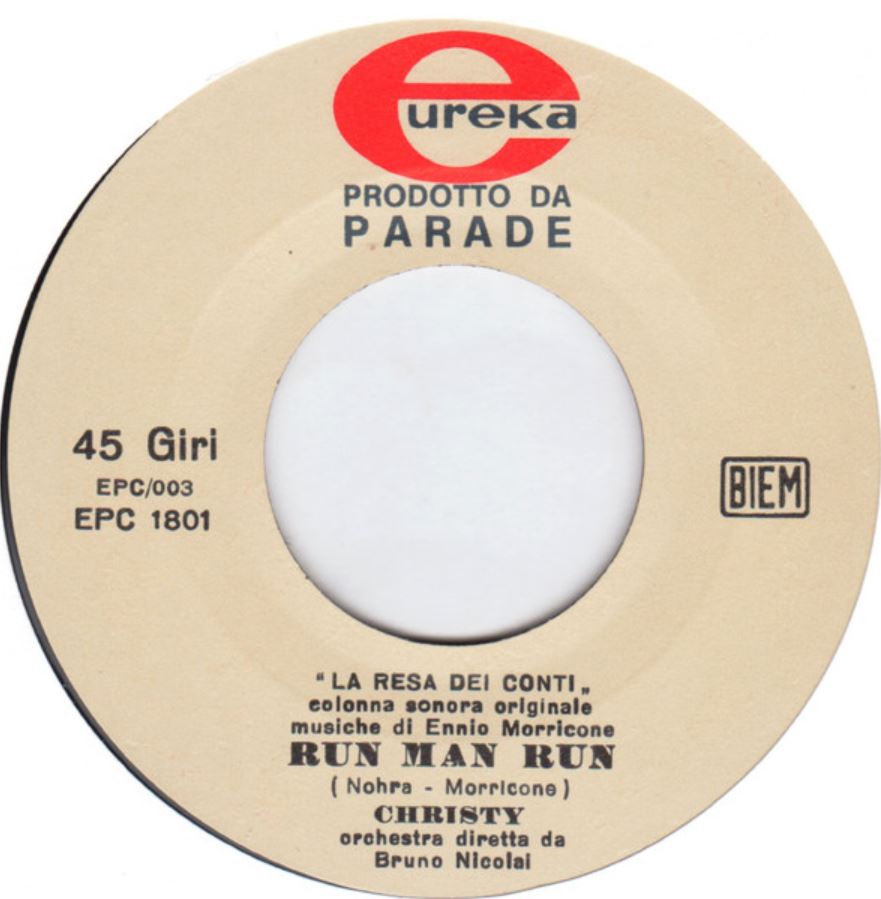 eureka
PRODOTTO DA
PARADE
45 Giri
EPC/003
EPC 1801
BIEM
"LA RESA DEI CONTI„
colonna sonora originale
musiche di Ennio Morricone
RUN MAN RUN
(Nohra - Morricone)
CHRISTY
orchestra diretta da
Bruno Nicolai